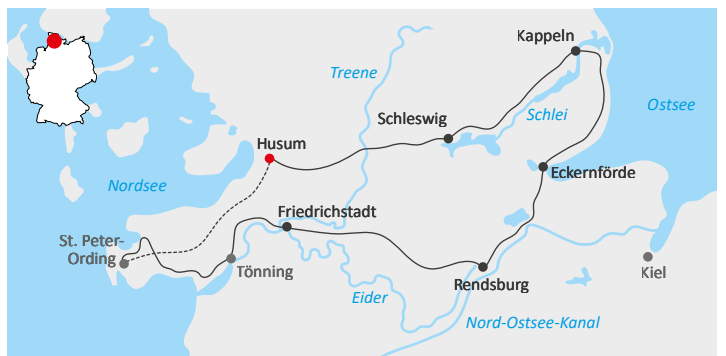 Kappeln
Treene
Ostsee
Schleswig
Schlei
Husum
Eckernförde
Nordsee
Friedrichstadt
St. Peter-
Ording
Tönning
Kiel
Rendsburg
Eider
Nord-Ostsee-Kanal